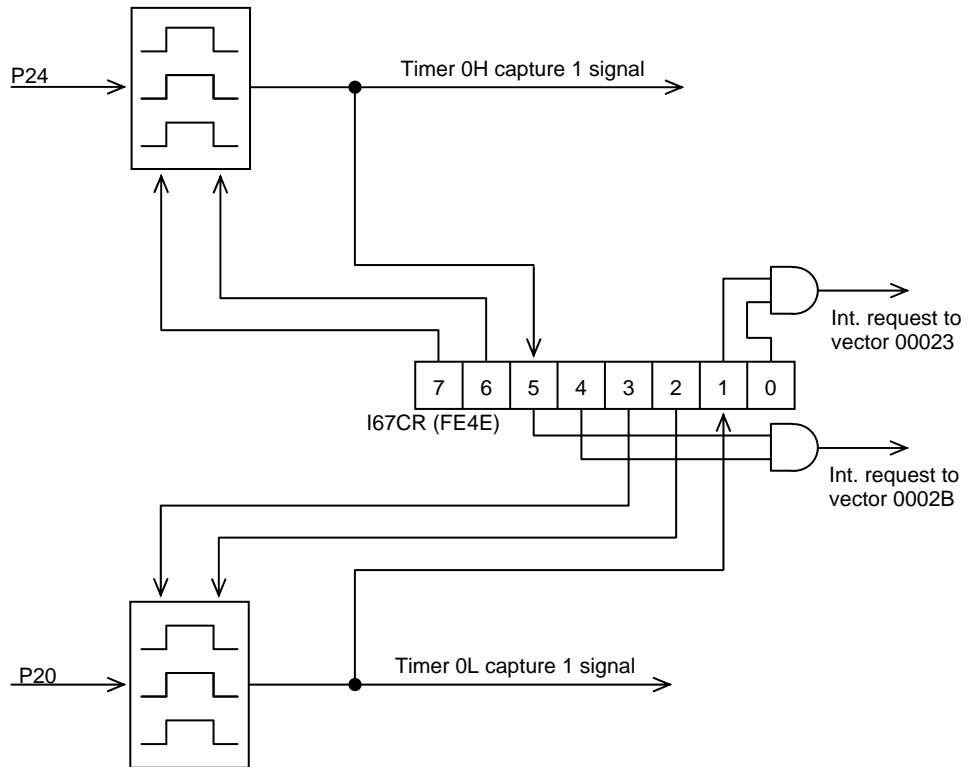 P24
Timer 0H capture 1 signal
Int. request to
vector 00023
7 6 5 4 3 2 1 0
I67CR (FE4E)
Int. request to
vector 0002B
P20
Timer 0L capture 1 signal